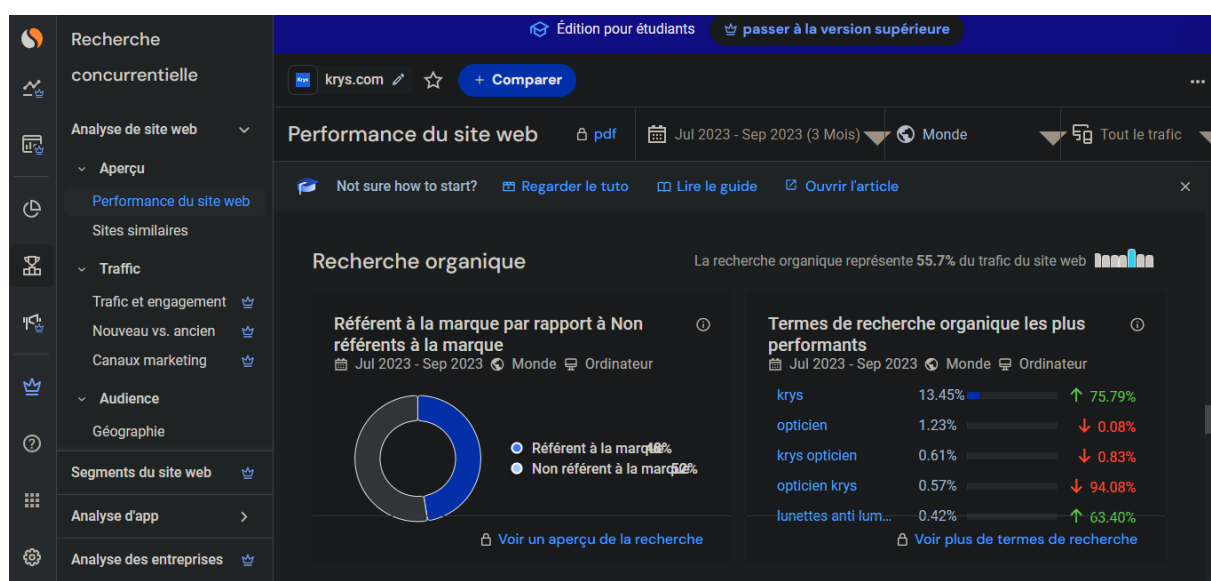 Édition pour étudiants passer à la version supérieure
Recherche
concurrentielle
Analyse de site web
Aperçu
Performance du site web
Sites similaires
Traffic
Trafic et engagement
Nouveau vs. ancien
Canaux marketing
Audience
Géographie
Segments du site web
Analyse d'app
Analyse des entreprises
Krys krys.com + Comparer
Performance du site web pdf Jul 2023 - Sep 2023 (3 Mois) Monde Tout le trafic
Not sure how to start? Regarder le tuto Lire le guide Ouvrir l'article
Recherche organique La recherche organique représente 55.7% du trafic du site web
Référent à la marque par rapport à Non
référents à la marque
Jul 2023 - Sep 2023 Monde Ordinateur
Référent à la marque 48%
Non référent à la marque 52%
Voir un aperçu de la recherche
Termes de recherche organique les plus
performants
Jul 2023 - Sep 2023 Monde Ordinateur
krys 13.45% 75.79%
opticien 1.23% 0.08%
krys opticien 0.61% 0.83%
opticien krys 0.57% 94.08%
lunettes anti lum... 0.42% 63.40%
Voir plus de termes de recherche